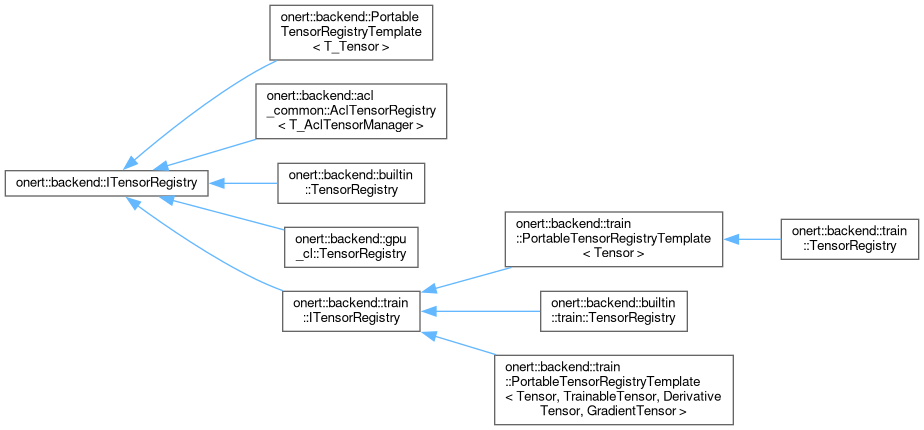 onert::backend::Portable
TensorRegistryTemplate
< T_Tensor >
onert::backend::acl
_common::AclTensorRegistry
< T_AclTensorManager >
onert::backend::ITensorRegistry
onert::backend::builtin
::TensorRegistry
onert::backend::gpu
_cl::TensorRegistry
onert::backend::train
::ITensorRegistry
onert::backend::train
::PortableTensorRegistryTemplate
< Tensor >
onert::backend::train
::TensorRegistry
onert::backend::builtin
::train::TensorRegistry
onert::backend::train
::PortableTensorRegistryTemplate
< Tensor, TrainableTensor, Derivative
Tensor, GradientTensor >